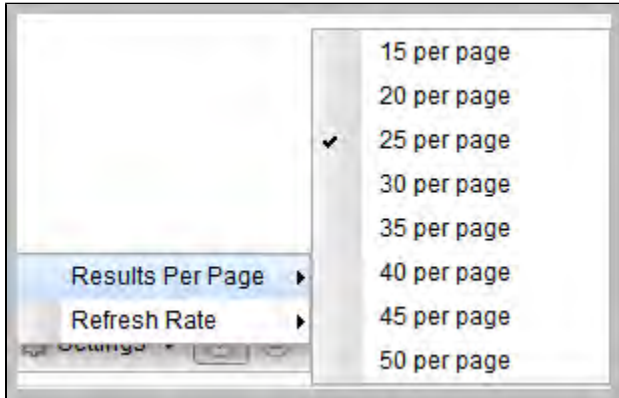 15 per page
20 per page
25 per page
30 per page
35 per page
40 per page
45 per page
50 per page
Results Per Page
Refresh Rate
Settings